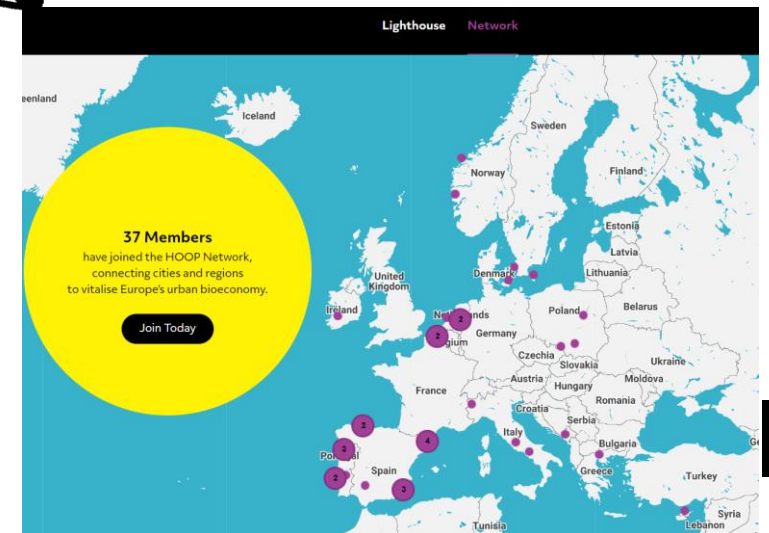 Lighthouse Network
eenland
Iceland
Sweden
Norway
Finland
Estonia
Latvia
Denmark
Lithuania
37 Members
have joined the HOOP Network,
connecting cities and regions
to vitalise Europe's urban bioeconomy.
Join Today
United
Kingdom
Ireland
Poland
Belarus
2
2
Germany
Czechia
Slovakia
Ukraine
Austria
Hungary
Moldova
France
Romania
Croatia
Serbia
2
4
Italy
Bulgaria
3
Spain
Greece
Turkey
2
3
Syria
Lebanon
Tunisia